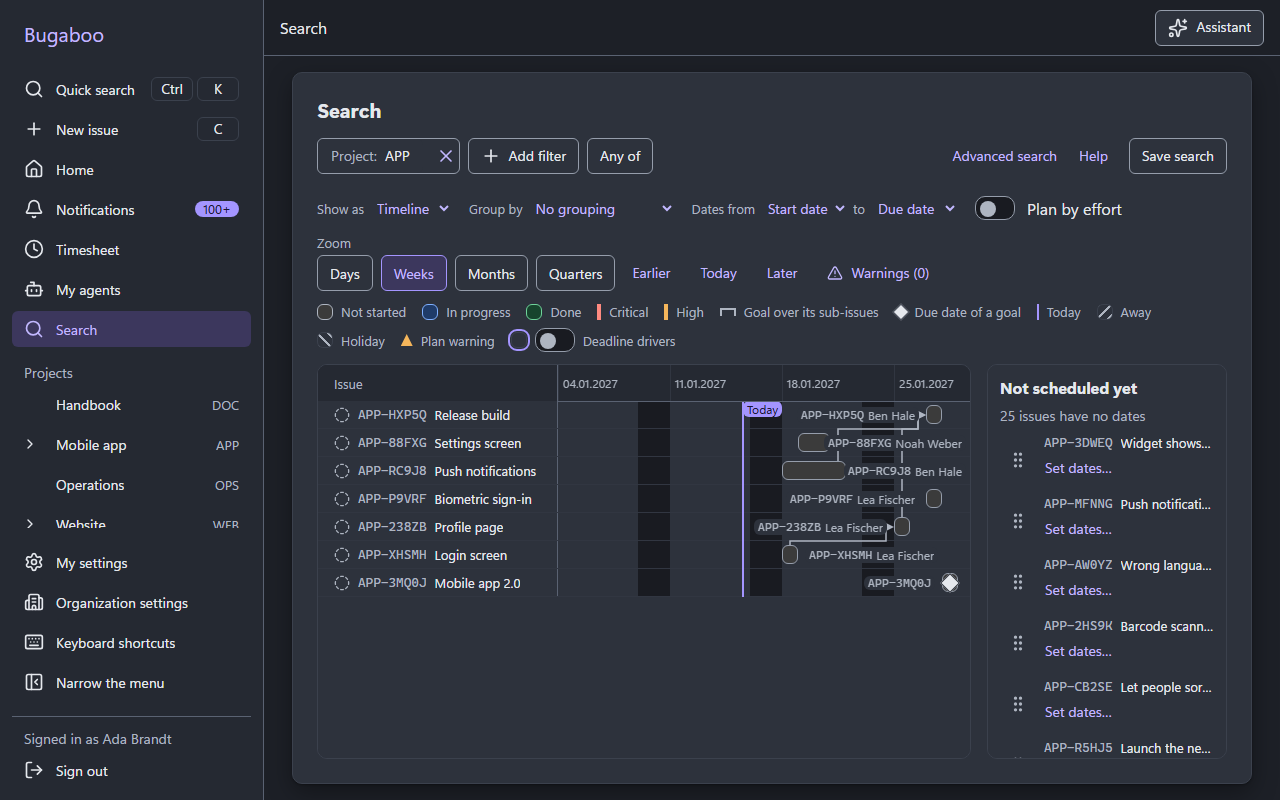 Bugaboo
Quick search Ctrl K
New issue C
Home
Notifications 100+
Timesheet
My agents
Search
Projects
Handbook DOC
Mobile app APP
Operations OPS
Website WEB
My settings
Organization settings
Keyboard shortcuts
Narrow the menu
Signed in as Ada Brandt
Sign out
Search
Assistant
Search
Project: APP
Add filter
Any of
Advanced search
Help
Save search
Show as Timeline Group by No grouping Dates from Start date to Due date Plan by effort
Zoom
Days Weeks Months Quarters Earlier Today Later Warnings (0)
Not started In progress Done Critical High Goal over its sub-issues Due date of a goal Today Away
Holiday Plan warning Deadline drivers
Issue 04.01.2027 11.01.2027 18.01.2027 25.01.2027
Today
APP-HXP5Q Release build APP-HXP5Q Ben Hale
APP-88FXG Settings screen APP-88FXG Noah Weber
APP-RC9J8 Push notifications APP-RC9J8 Ben Hale
APP-P9VRF Biometric sign-in APP-P9VRF Lea Fischer
APP-238ZB Profile page APP-238ZB Lea Fischer
APP-XHSMH Login screen APP-XHSMH Lea Fischer
APP-3MQ0J Mobile app 2.0 APP-3MQ0J
Not scheduled yet
25 issues have no dates
APP-3DWEQ Widget shows...
Set dates...
APP-MFNNG Push notificati...
Set dates...
APP-AW0YZ Wrong langua...
Set dates...
APP-2HS9K Barcode scann...
Set dates...
APP-CB2SE Let people sor...
Set dates...
APP-R5HJ5 Launch the ne...